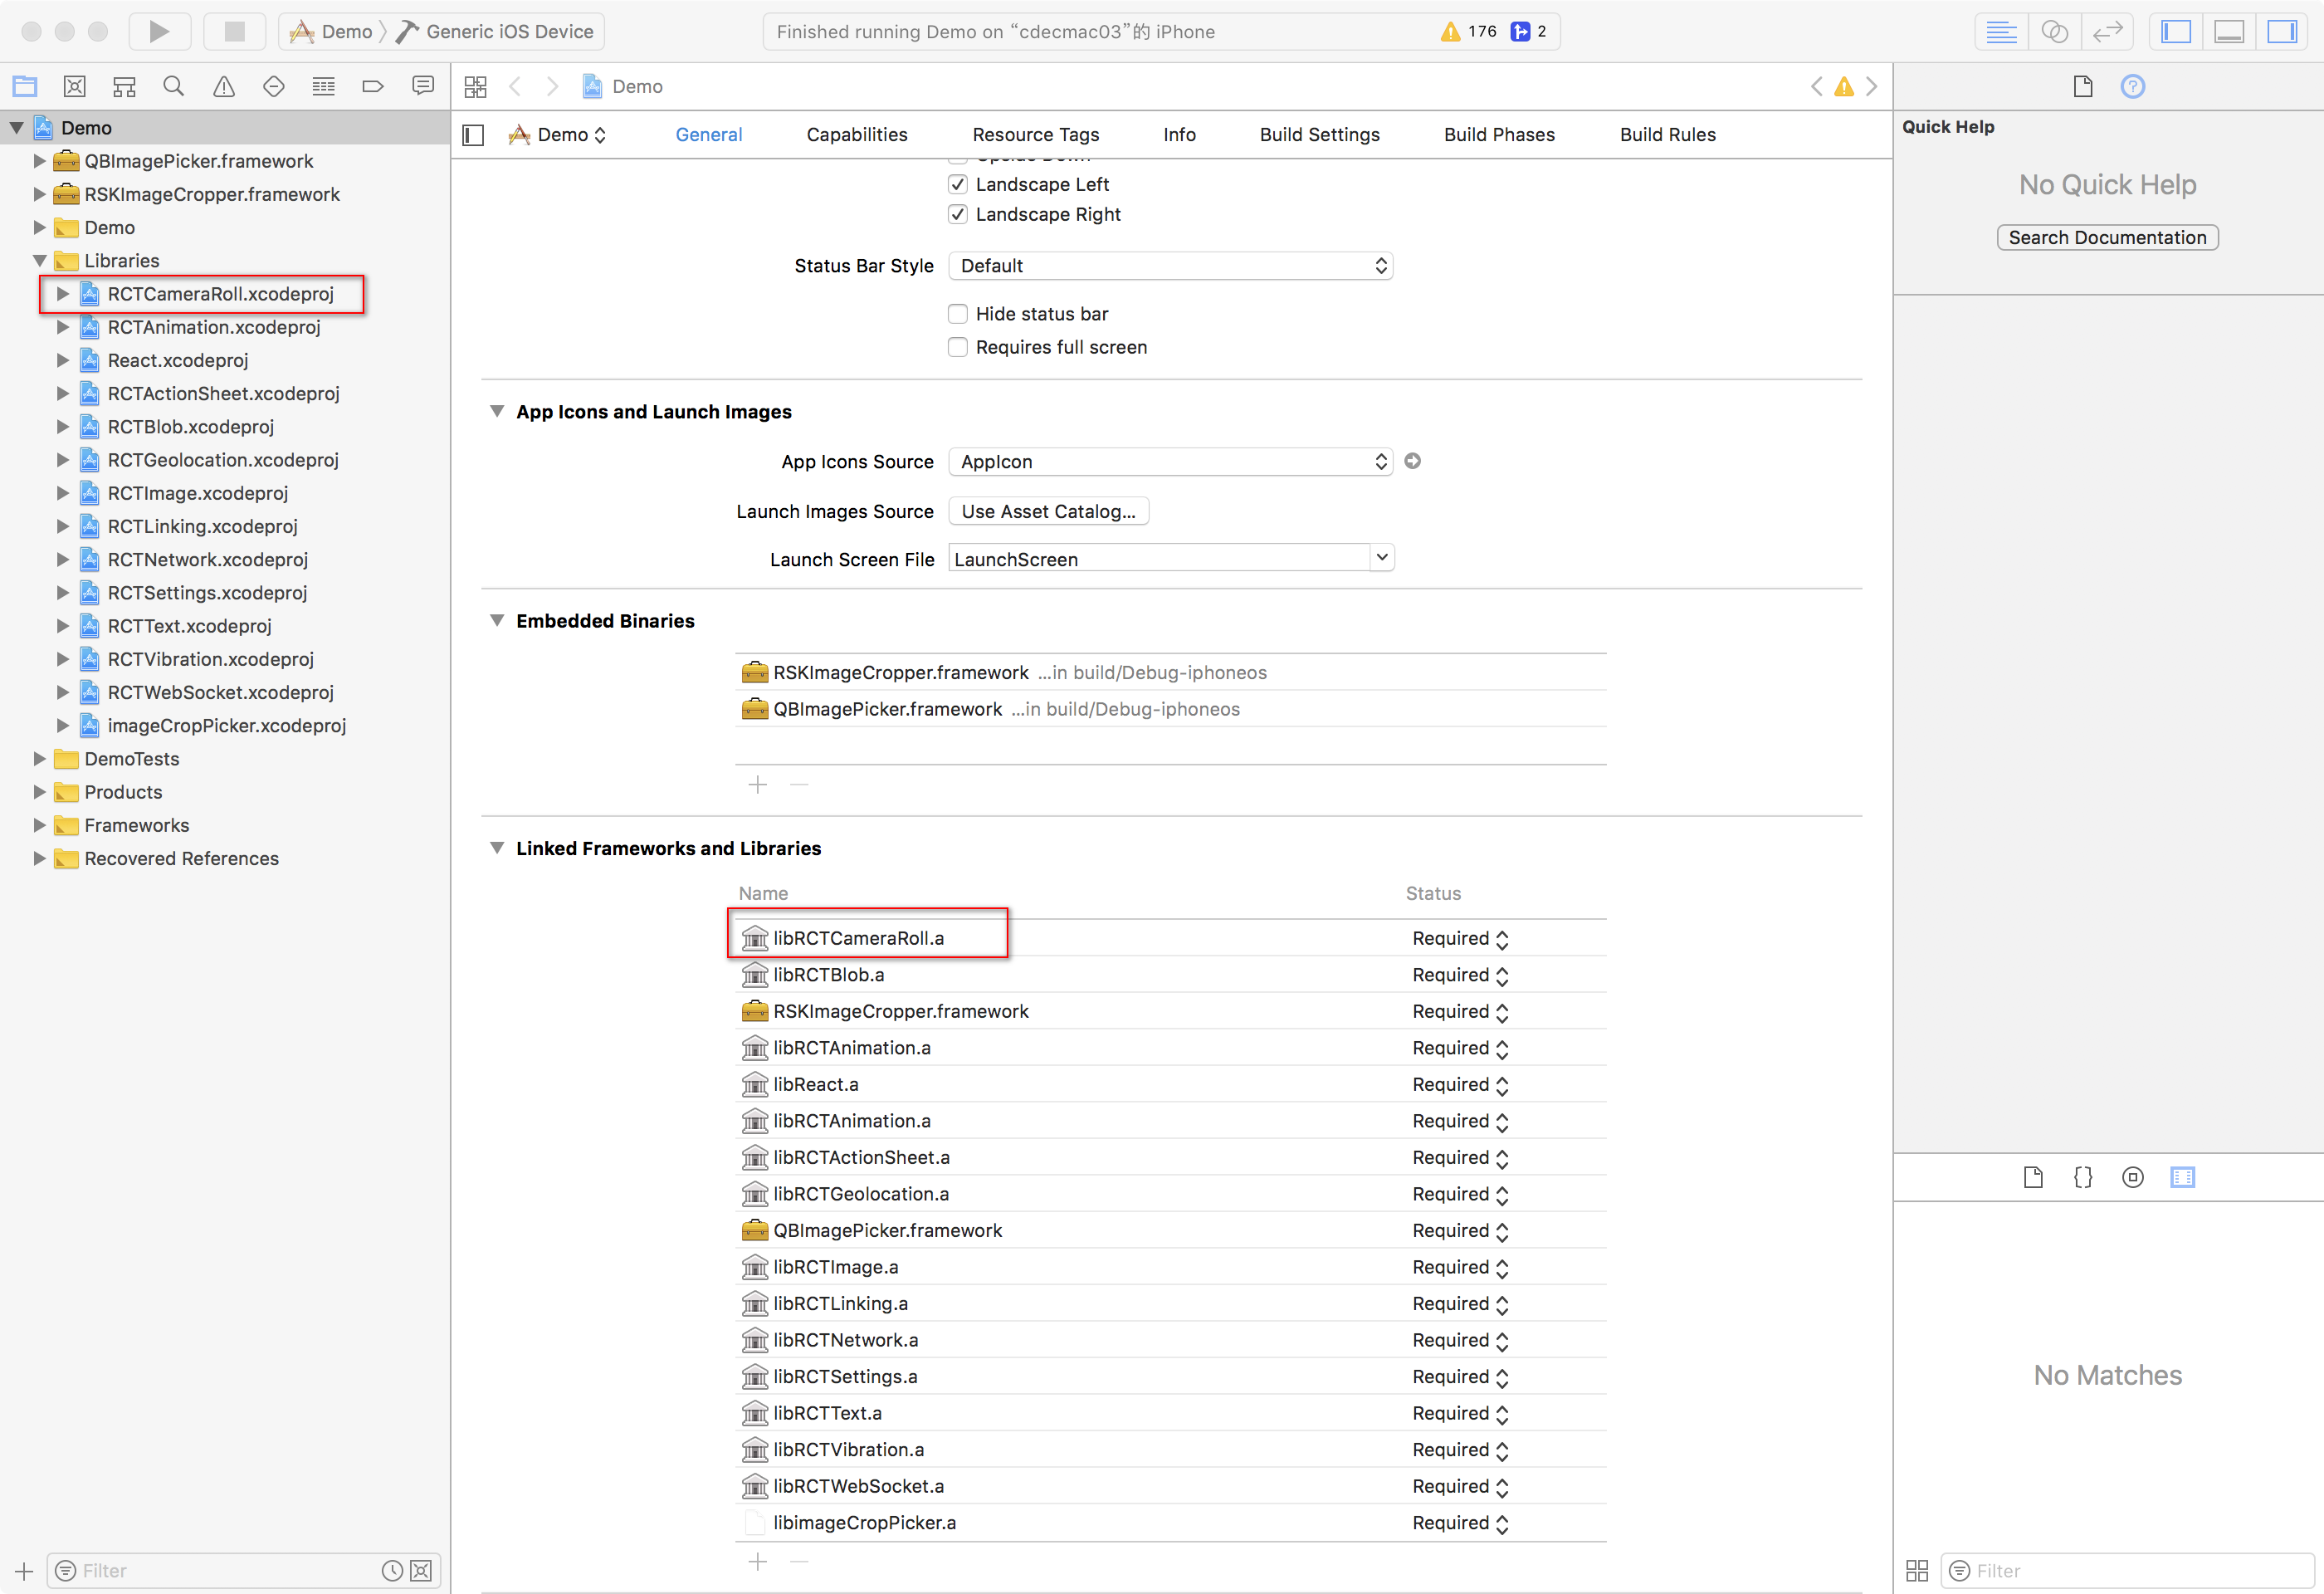 Demo
Generic iOS Device
Finished running Demo on “cdecmac03”的 iPhone
176
2
Demo
Demo
QBImagePicker.framework
RSKImageCropper.framework
Demo
Libraries
RCTCameraRoll.xcodeproj
RCTAnimation.xcodeproj
React.xcodeproj
RCTActionSheet.xcodeproj
RCTBlob.xcodeproj
RCTGeolocation.xcodeproj
RCTImage.xcodeproj
RCTLinking.xcodeproj
RCTNetwork.xcodeproj
RCTSettings.xcodeproj
RCTText.xcodeproj
RCTVibration.xcodeproj
RCTWebSocket.xcodeproj
imageCropPicker.xcodeproj
DemoTests
Products
Frameworks
Recovered References
Filter
Demo
General
Capabilities
Resource Tags
Info
Build Settings
Build Phases
Build Rules
Upside Down
Landscape Left
Landscape Right
Status Bar Style
Default
Hide status bar
Requires full screen
App Icons and Launch Images
App Icons Source
AppIcon
Launch Images Source
Use Asset Catalog...
Launch Screen File
LaunchScreen
Embedded Binaries
RSKImageCropper.framework ...in build/Debug-iphoneos
QBImagePicker.framework ...in build/Debug-iphoneos
Linked Frameworks and Libraries
Name Status
libRCTCameraRoll.a Required
libRCTBlob.a Required
RSKImageCropper.framework Required
libRCTAnimation.a Required
libReact.a Required
libRCTAnimation.a Required
libRCTActionSheet.a Required
libRCTGeolocation.a Required
QBImagePicker.framework Required
libRCTImage.a Required
libRCTLinking.a Required
libRCTNetwork.a Required
libRCTSettings.a Required
libRCTText.a Required
libRCTVibration.a Required
libRCTWebSocket.a Required
libimageCropPicker.a Required
Quick Help
No Quick Help
Search Documentation
No Matches
Filter